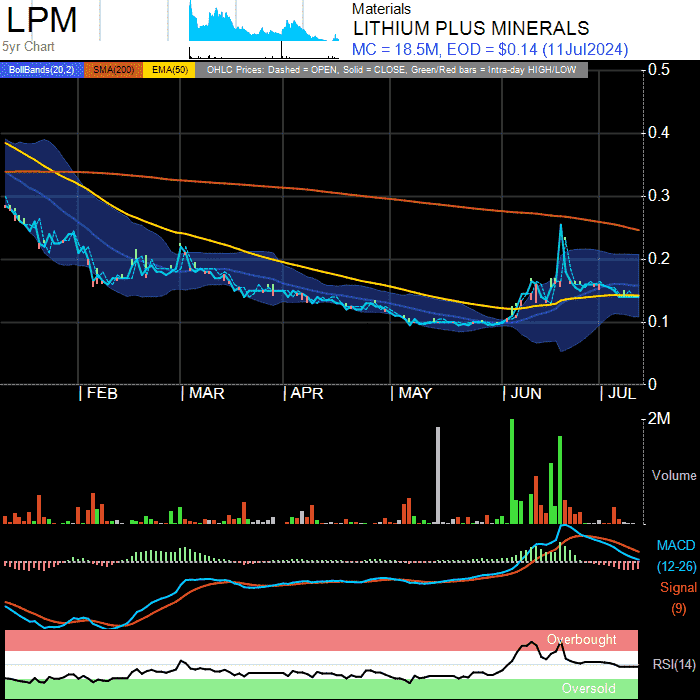 LPM
5yr Chart
Materials
LITHIUM PLUS MINERALS
MC = 18.5M, EOD = $0.14 (11Jul2024)
BollBands(20,2) SMA(200) EMA(50) OHLC Prices: Dashed = OPEN, Solid = CLOSE, Green/Red bars = Intra-day HIGH/LOW
0.5
0.4
0.3
0.2
0.1
0
FEB MAR APR MAY JUN JUL
2M
Volume
MACD
(12-26)
Signal
(9)
Overbought
RSI(14)
Oversold